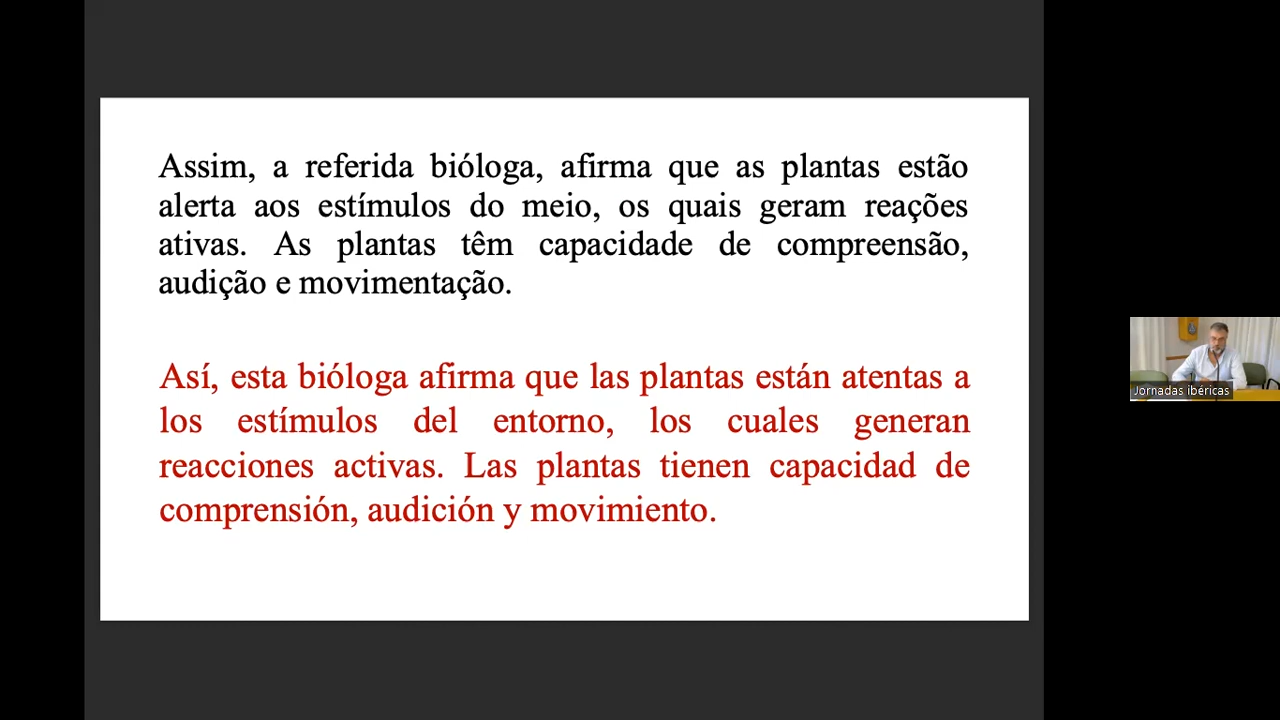 Assim, a referida bióloga, afirma que as plantas estão
alerta aos estímulos do meio, os quais geram reações
ativas. As plantas têm capacidade de compreensão,
audição e movimentação.
Así, esta bióloga afirma que las plantas están atentas a
los estímulos del entorno, los cuales generan
reacciones activas. Las plantas tienen capacidad de
comprensión, audición y movimiento.
Jornadas ibéricas